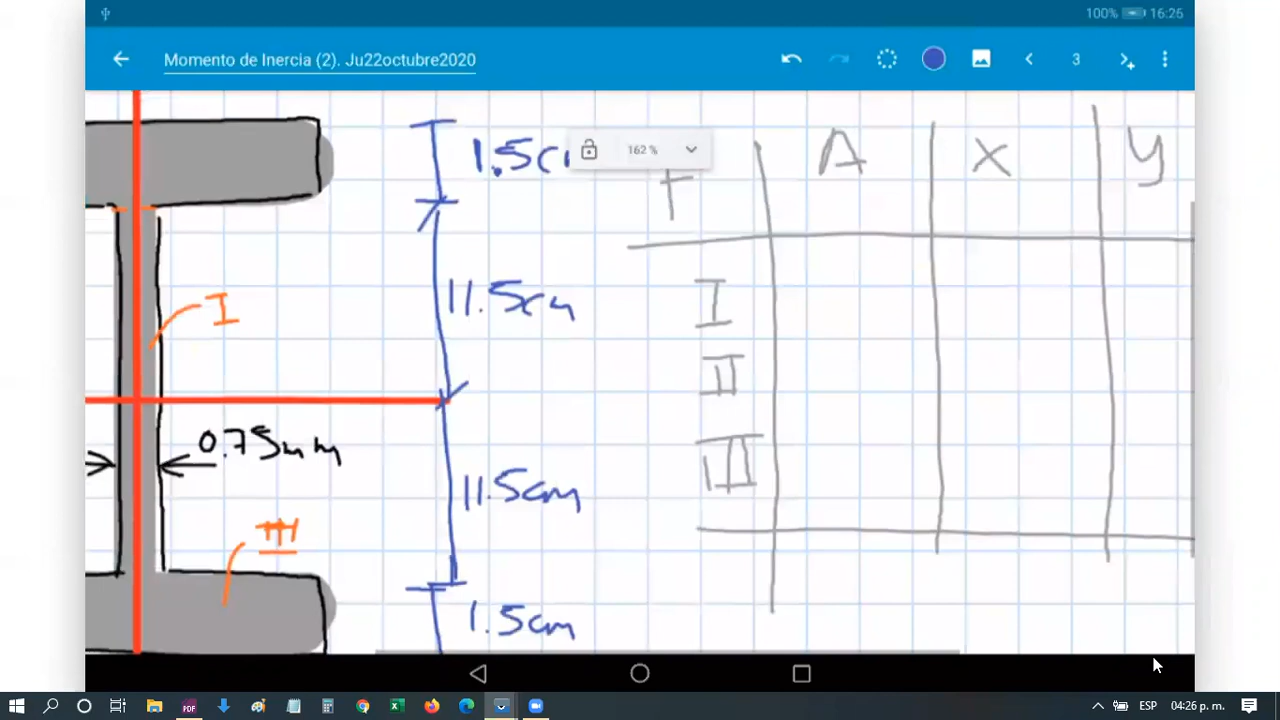 100% 16:26
Momento de Inercia (2). Ju22octubre2020
3
162 %
1.5c
A X y
I
11.5cm
I
II
0.75mm
III
11.5cm
III
1.5cm
ESP 04:26 p. m.